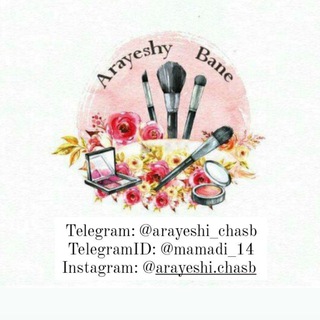 Arayeshy Bane
Telegram: @arayeshi_chasb
TelegramID: @mamadi_14
Instagram: @arayeshi.chasb